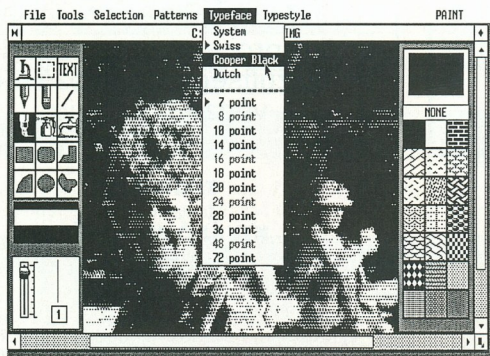 File Tools Selection Patterns Typeface Typestyle PAINT
C: IMG
System
Swiss
Cooper Black
Dutch
7 point
8 point
10 point
14 point
16 point
18 point
20 point
24 point
28 point
36 point
48 point
72 point
TEXT
NONE
1